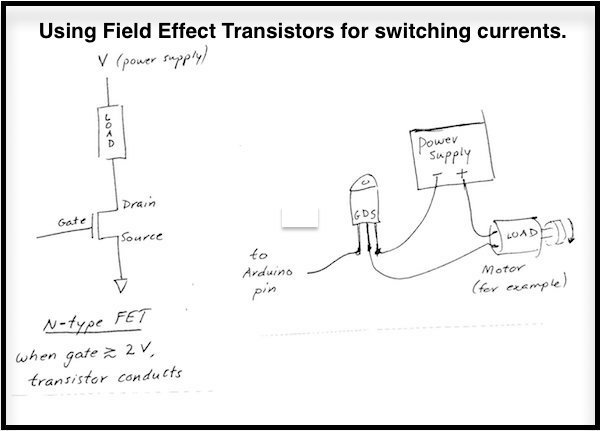 Using Field Effect Transistors for switching currents.
V (power supply)
LOAD
Drain
Gate
Source
N-type FET
when gate ≳ 2 V,
transistor conducts
power
supply
- +
GDS
LOAD
to
Arduino
pin
Motor
(for example)